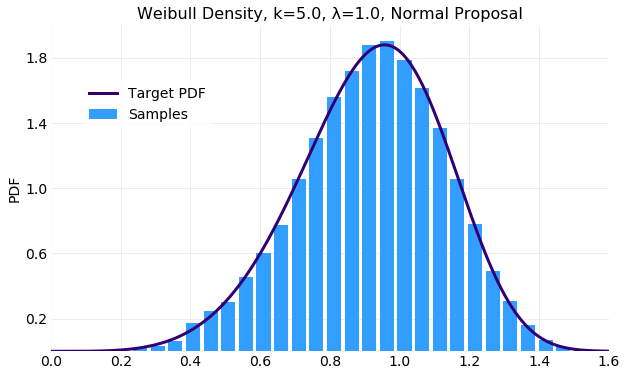 Weibull Density, k=5.0, λ=1.0, Normal Proposal
PDF
1.8
1.4
1.0
0.6
0.2
Target PDF
Samples
0.0 0.2 0.4 0.6 0.8 1.0 1.2 1.4 1.6